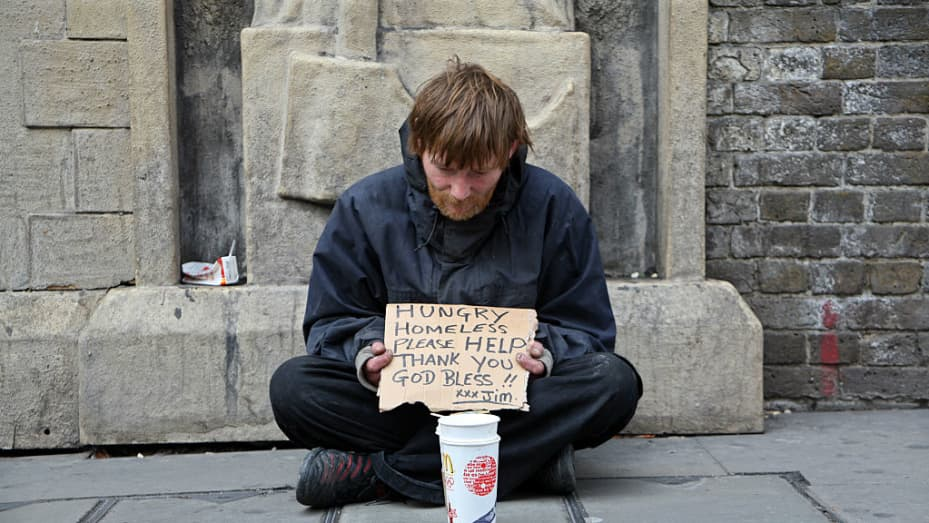 HUNGRY
HOMELESS
PLEASE HELP
THANK YOU
GOD BLESS !!
xxx Jim.